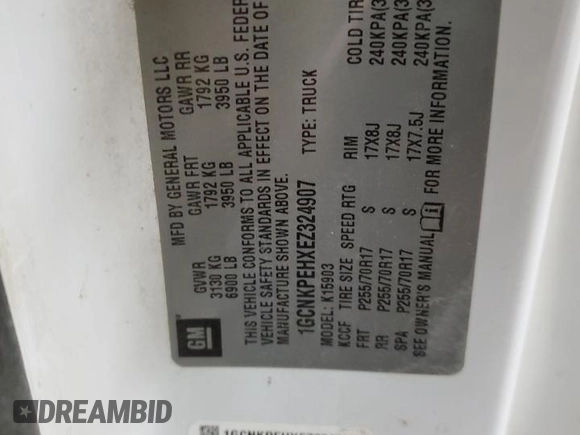 MFD BY GENERAL MOTORS LLC
GVWR GAWR FRT GAWR RR
3130 KG 1792 KG 1792 KG
6900 LB 3950 LB 3950 LB
THIS VEHICLE CONFORMS TO ALL APPLICABLE U.S. FEDER
VEHICLE SAFETY STANDARDS IN EFFECT ON THE DATE OF
MANUFACTURE SHOWN ABOVE.
1GCNKPEHXEZ324907 TYPE: TRUCK
MODEL: K15903
KCCF TIRE SIZE SPEED RTG RIM COLD TIR
FRT P255/70R17 S 17X8J 240KPA(3
RR P255/70R17 S 17X8J 240KPA(3
SPA P255/70R17 S 17X7.5J 240KPA(3
SEE OWNER'S MANUAL i FOR MORE INFORMATION.
GM
DREAMBID